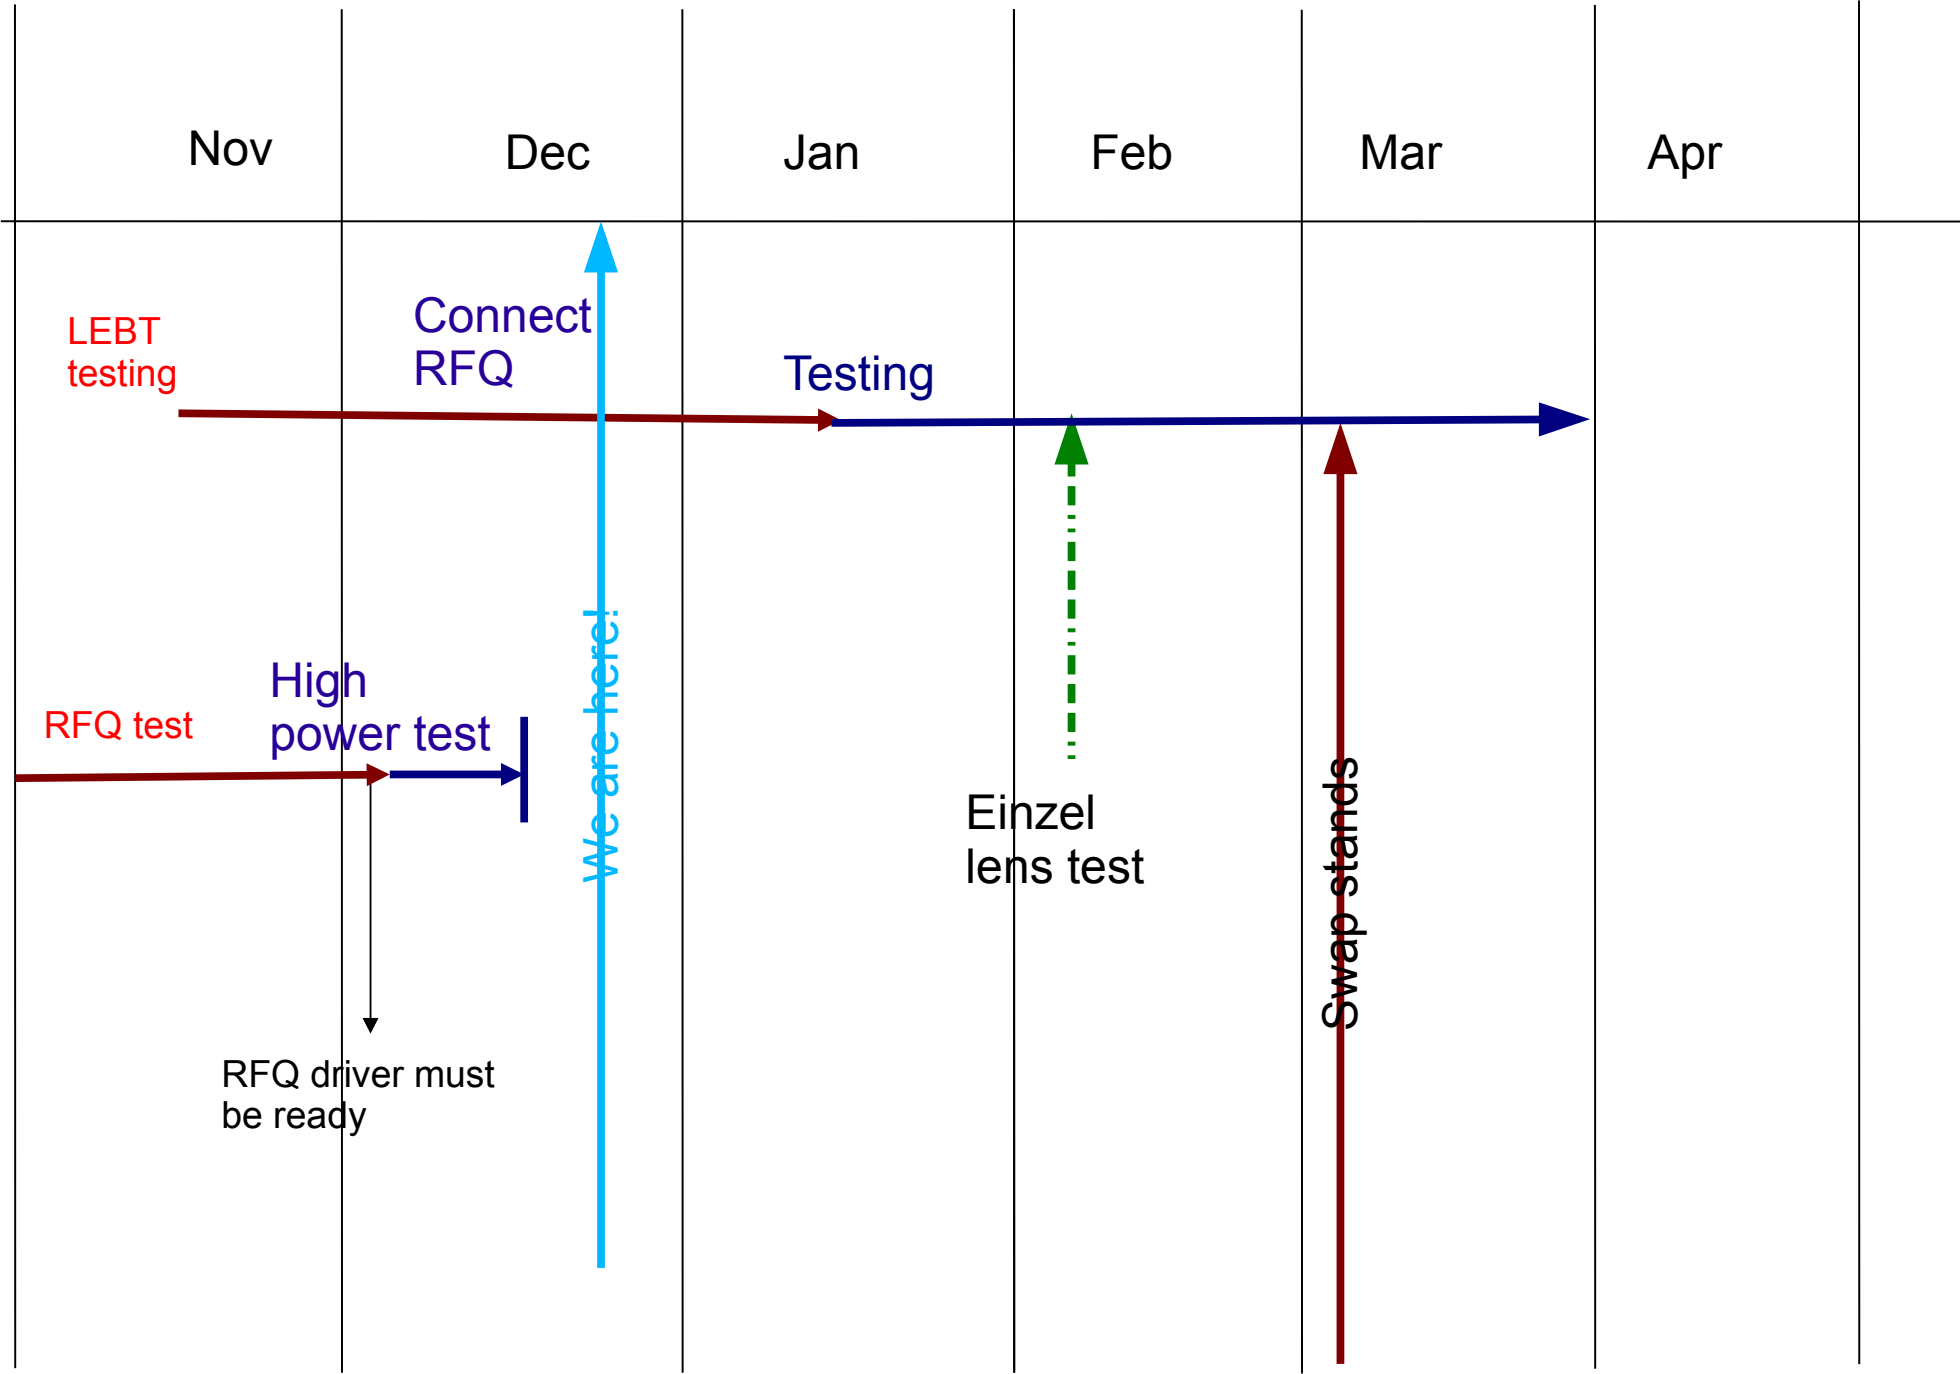 Nov
Dec
Jan
Feb
Mar
Apr
LEBT
testing
Connect
RFQ
Testing
We are here!
RFQ test
High
power test
Einzel
lens test
Swap stands
RFQ driver must
be ready